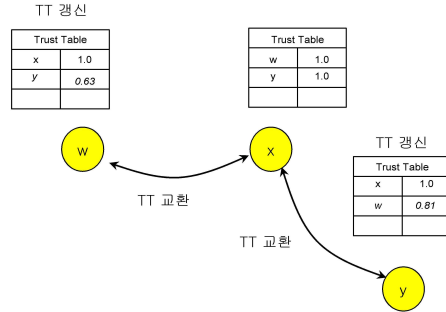 TT 갱신
Trust Table
x 1.0
y 0.63
Trust Table
w 1.0
y 1.0
w
x
TT 갱신
Trust Table
x 1.0
w 0.81
TT 교환
TT 교환
y